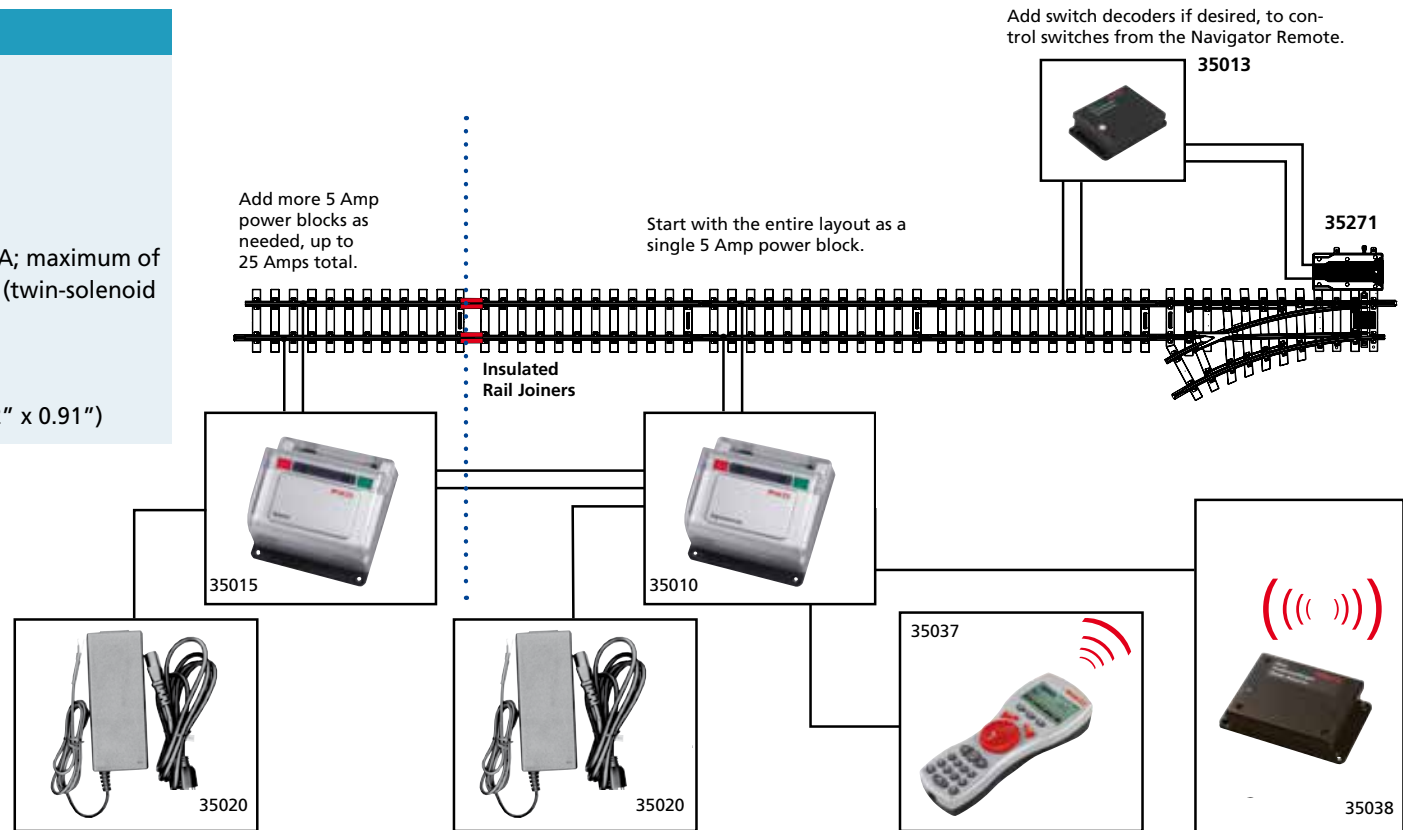 Add switch decoders if desired, to con-
trol switches from the Navigator Remote.
35013
A; maximum of
(twin-solenoid
" x 0.91")
Add more 5 Amp
power blocks as
needed, up to
25 Amps total.
Start with the entire layout as a
single 5 Amp power block.
35271
Insulated
Rail Joiners
35015
35010
35020
35020
35037
35038